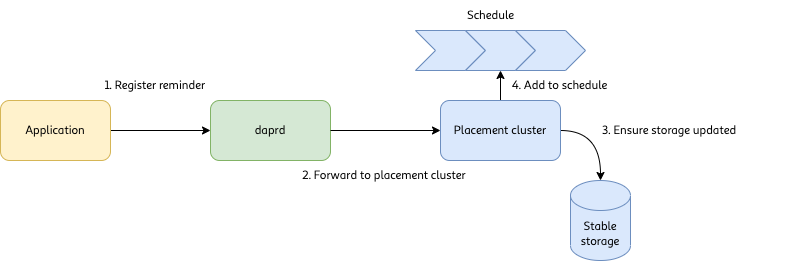 Schedule
1. Register reminder
4. Add to schedule
Application
daprd
Placement cluster
3. Ensure storage updated
2. Forward to placement cluster
Stable
storage